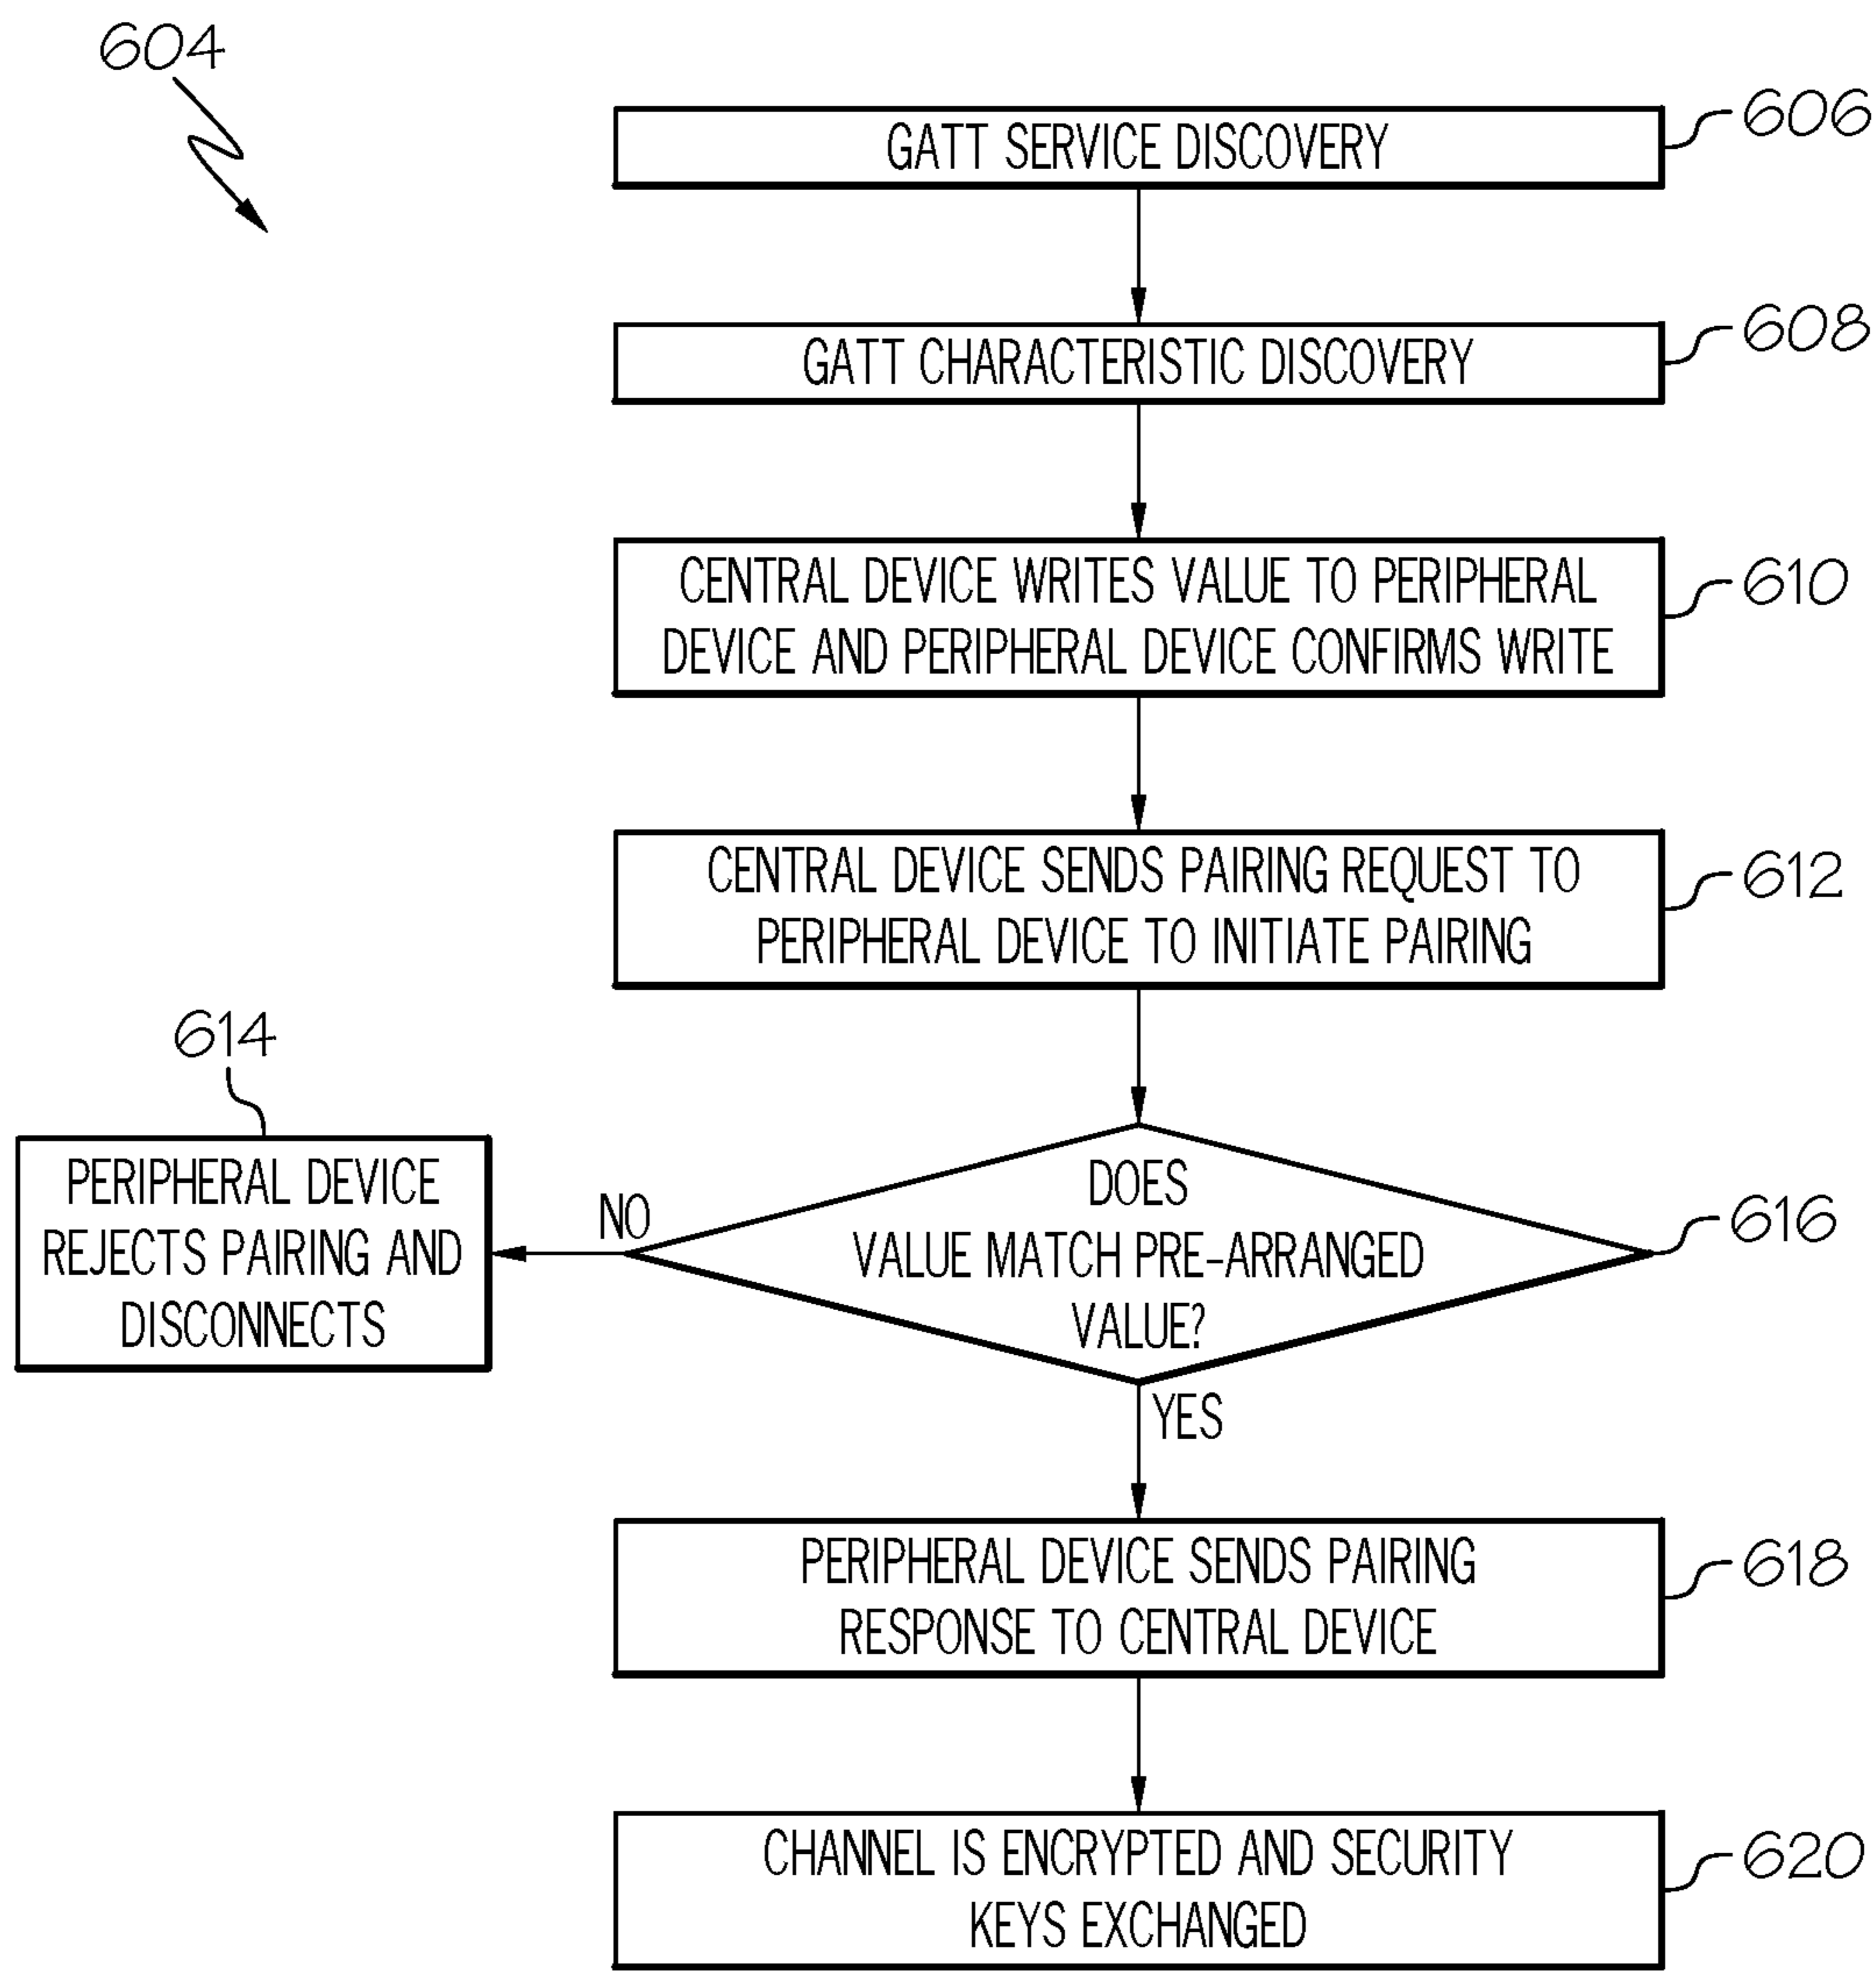 604
GATT SERVICE DISCOVERY
606
GATT CHARACTERISTIC DISCOVERY
608
CENTRAL DEVICE WRITES VALUE TO PERIPHERAL
DEVICE AND PERIPHERAL DEVICE CONFIRMS WRITE
610
CENTRAL DEVICE SENDS PAIRING REQUEST TO
PERIPHERAL DEVICE TO INITIATE PAIRING
612
614
PERIPHERAL DEVICE
REJECTS PAIRING AND
DISCONNECTS
NO
DOES
VALUE MATCH PRE-ARRANGED
VALUE?
616
YES
PERIPHERAL DEVICE SENDS PAIRING
RESPONSE TO CENTRAL DEVICE
618
CHANNEL IS ENCRYPTED AND SECURITY
KEYS EXCHANGED
620